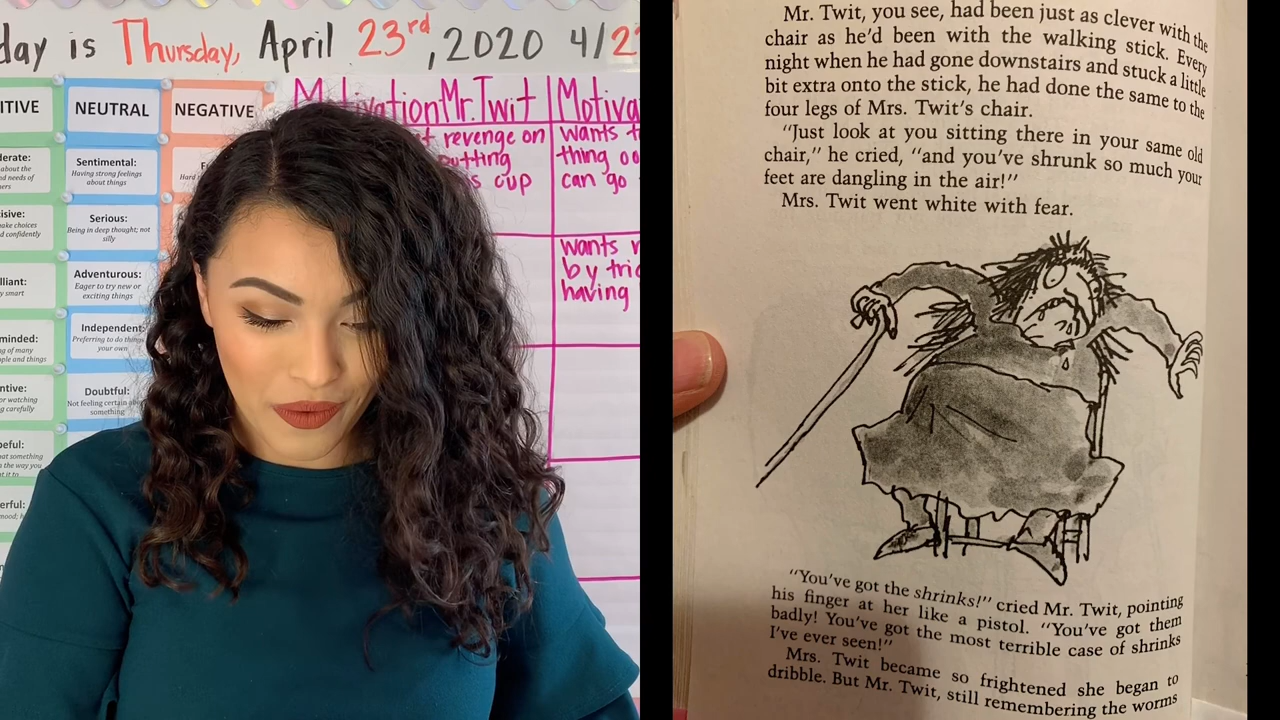 day is Thursday, April 23rd, 2020 4/2
ITIVE
NEUTRAL
NEGATIVE
Sentimental:
Having strong feelings
about things
Serious:
Being in deep thought; not
silly
Adventurous:
Eager to try new or
exciting things
Independent:
Preferring to do things
your own
Doubtful:
Not feeling certain
something
Motivation Mr. Twit
revenge on
putting
cup
Motiva
wants
thing
can go
wants
by
having
Mr. Twit, you see, had been just as clever with the
chair as he'd been with the walking stick. Every
night when he had gone downstairs and stuck a little
bit extra onto the stick, he had done the same to the
four legs of Mrs. Twit's chair.
"Just look at you sitting there in your same old
chair," he cried, "and you've shrunk so much your
feet are dangling in the air!"
Mrs. Twit went white with fear.
"You've got the shrinks!" cried Mr. Twit, pointing
his finger at her like a pistol. "You've got them
badly! You've got the most terrible case of shrinks
I've ever seen!"
Mrs. Twit became so frightened she began to
dribble. But Mr. Twit, still remembering the worms